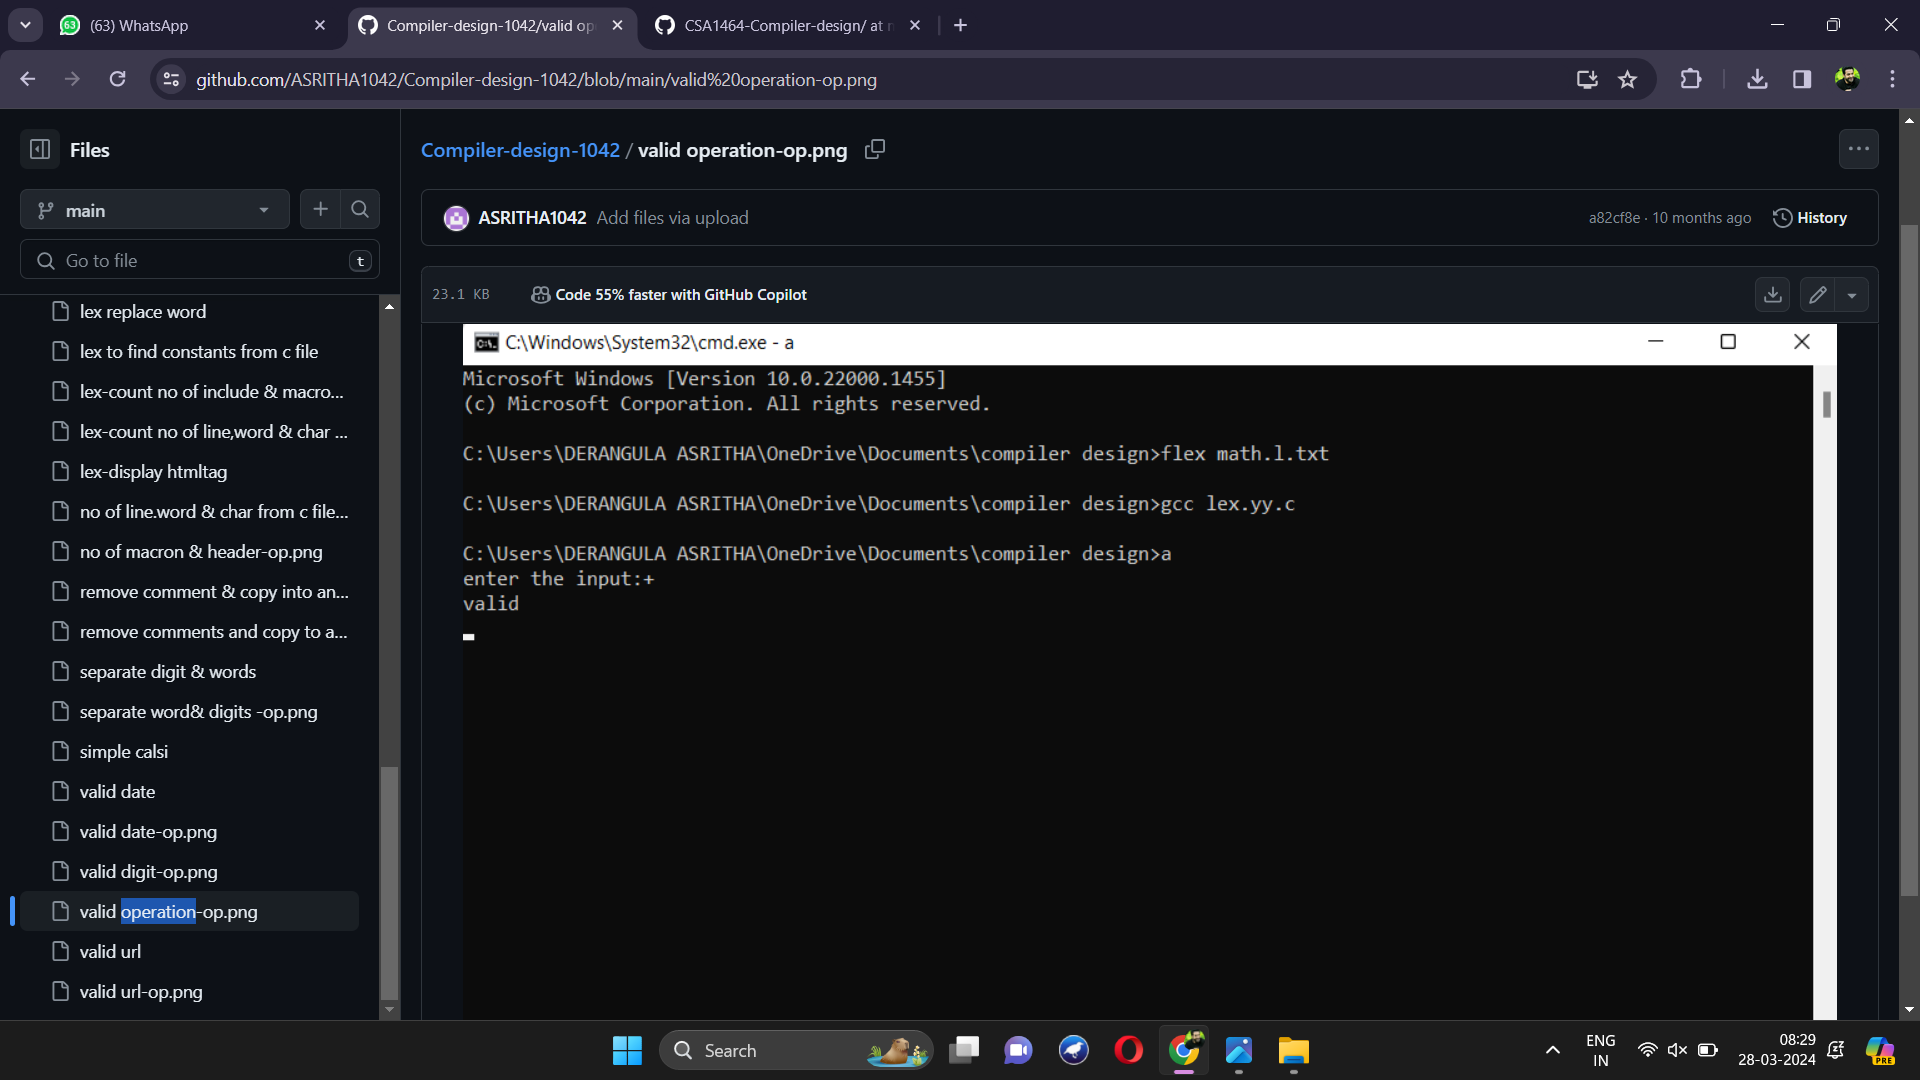 63 (63) WhatsApp
Compiler-design-1042/valid op
CSA1464-Compiler-design/ at
github.com/ASRITHA1042/Compiler-design-1042/blob/main/valid%20operation-op.png
Files
main
Go to file t
lex replace word
lex to find constants from c file
lex-count no of include & macro...
lex-count no of line,word & char ...
lex-display htmltag
no of line.word & char from c file...
no of macron & header-op.png
remove comment & copy into an...
remove comments and copy to a...
separate digit & words
separate word& digits -op.png
simple calsi
valid date
valid date-op.png
valid digit-op.png
valid operation-op.png
valid url
valid url-op.png
Compiler-design-1042 / valid operation-op.png
ASRITHA1042 Add files via upload
a82cf8e · 10 months ago History
23.1 KB Code 55% faster with GitHub Copilot
C:\Windows\System32\cmd.exe - a
Microsoft Windows [Version 10.0.22000.1455]
(c) Microsoft Corporation. All rights reserved.
C:\Users\DERANGULA ASRITHA\OneDrive\Documents\compiler design>flex math.l.txt
C:\Users\DERANGULA ASRITHA\OneDrive\Documents\compiler design>gcc lex.yy.c
C:\Users\DERANGULA ASRITHA\OneDrive\Documents\compiler design>a
enter the input:+
valid
Search
ENG
IN
08:29
28-03-2024
PRE